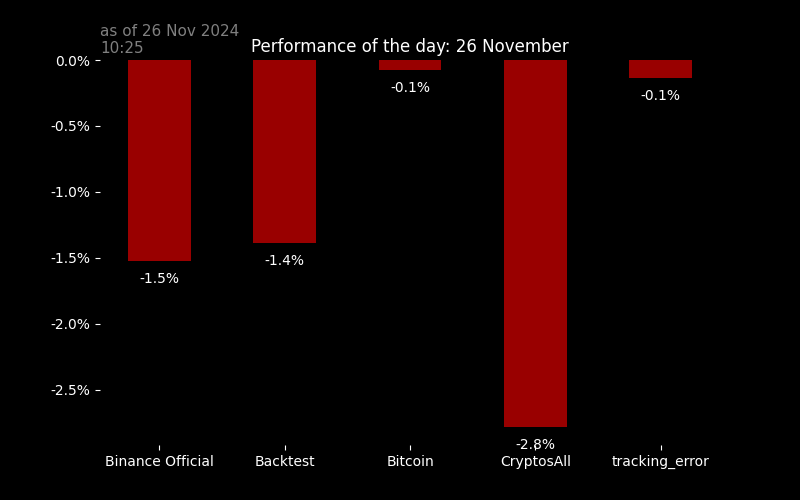 as of 26 Nov 2024
10:25
Performance of the day: 26 November
0.0%
-0.5%
-1.0%
-1.5%
-2.0%
-2.5%
-1.5%
-1.4%
-0.1%
-2.8%
-0.1%
Binance Official
Backtest
Bitcoin
CryptosAll
tracking_error